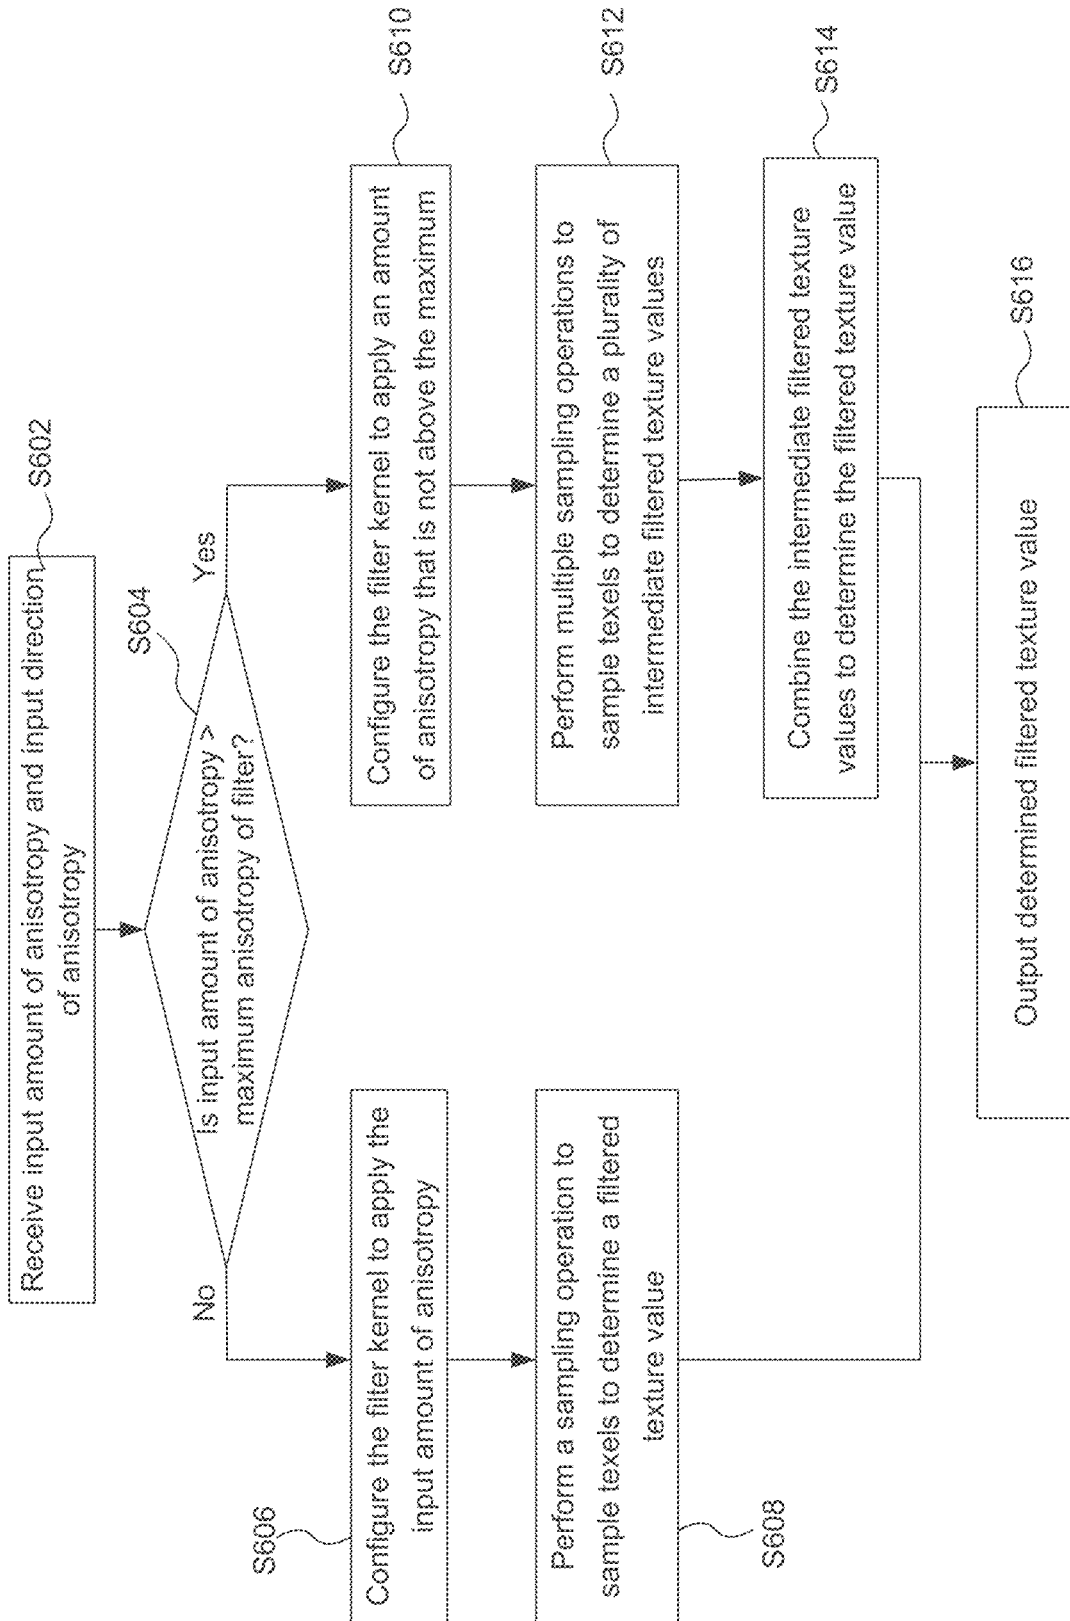 Receive input amount of anisotropy and input direction
of anisotropy
S602
S604
Is input amount of anisotropy >
maximum anisotropy of filter?
No
Yes
S606
Configure the filter kernel to apply the
input amount of anisotropy
Configure the filter kernel to apply an amount
of anisotropy that is not above the maximum
S610
Perform a sampling operation to
sample texels to determine a filtered
texture value
S608
Perform multiple sampling operations to
sample texels to determine a plurality of
intermediate filtered texture values
S612
Combine the intermediate filtered texture
values to determine the filtered texture value
S614
Output determined filtered texture value
S616